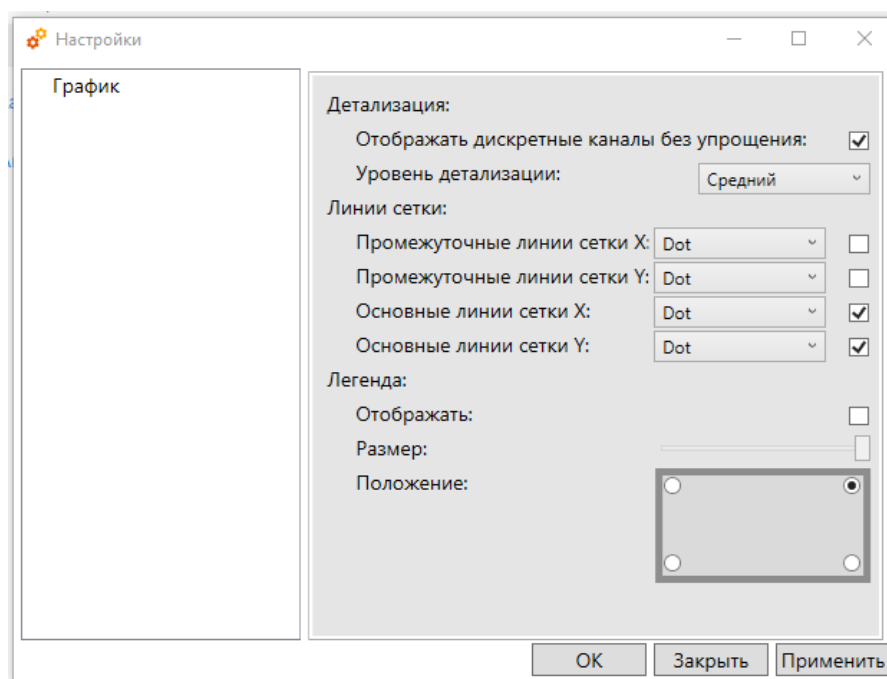 Настройки
График
Детализация:
Отображать дискретные каналы без упрощения:
Уровень детализации: Средний
Линии сетки:
Промежуточные линии сетки X: Dot
Промежуточные линии сетки Y: Dot
Основные линии сетки X: Dot
Основные линии сетки Y: Dot
Легенда:
Отображать:
Размер:
Положение:
OK Закрыть Применить